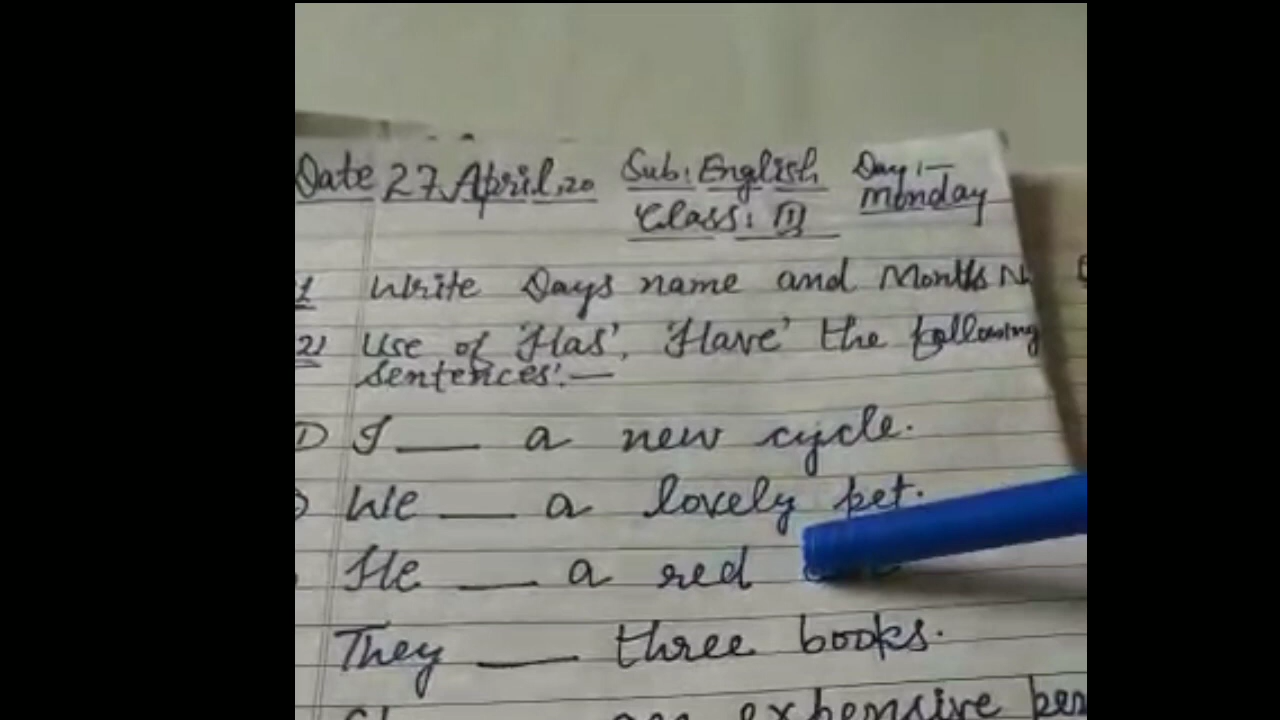 Date 27 April, 20 Sub: English Day:-
Class: II Monday
1 Write Days name and Months
2) Use of 'Has', 'Have' the following
sentences:—
1) I ___ a new cycle.
We ___ a lovely pet.
He ___ a red
They ___ three books.
an expensive